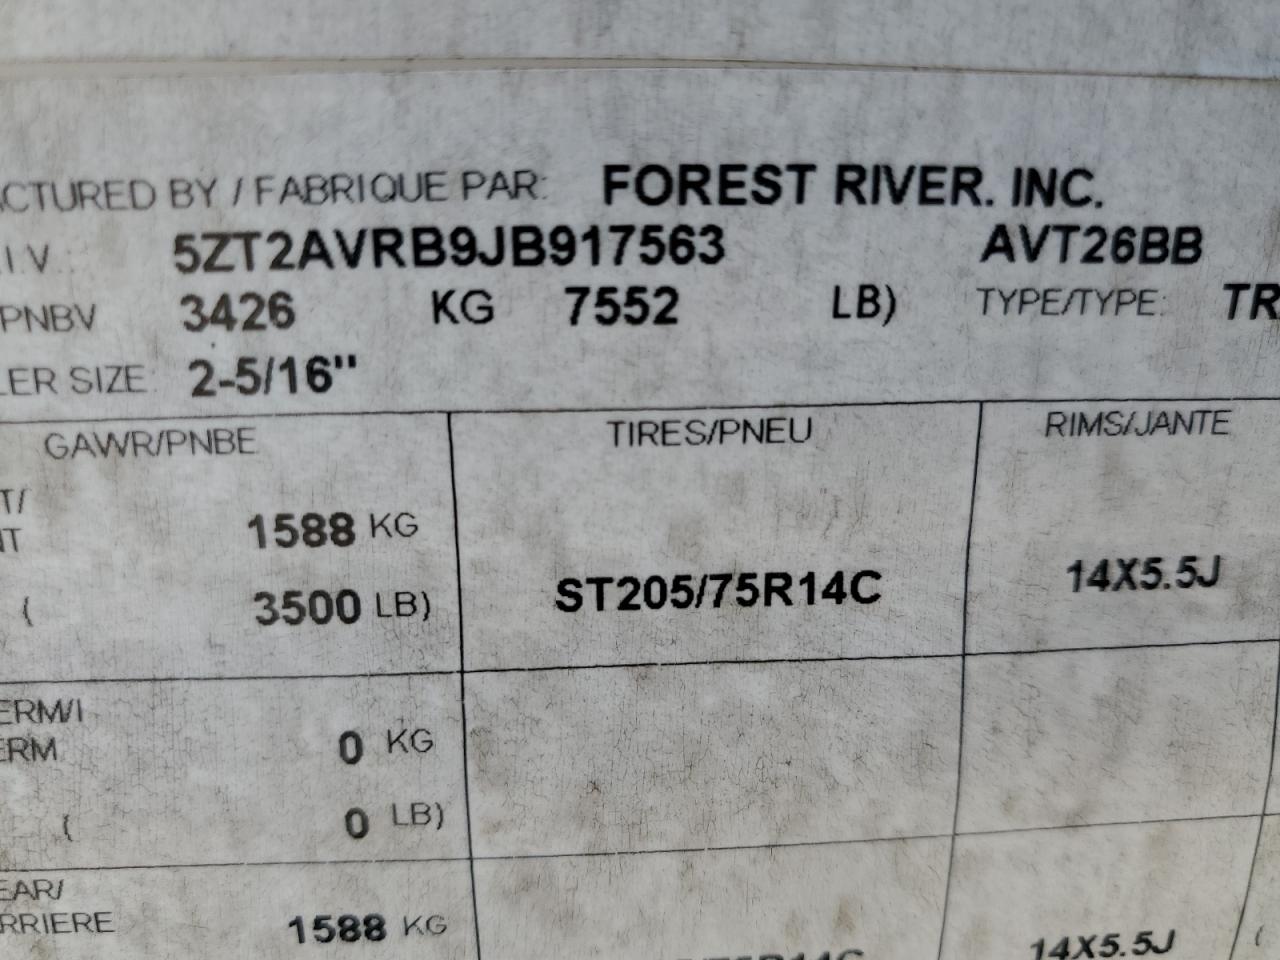 ACTURED BY / FABRIQUE PAR: FOREST RIVER. INC.
.I.V.: 5ZT2AVRB9JB917563 AVT26BB
PNBV 3426 KG 7552 LB) TYPE/TYPE: TR
LER SIZE: 2-5/16"
GAWR/PNBE TIRES/PNEU RIMS/JANTE
T/
NT 1588 KG
( 3500 LB) ST205/75R14C 14X5.5J
ERM/I
ERM 0 KG
( 0 LB)
EAR/
RRIERE 1588 KG 14X5.5J (